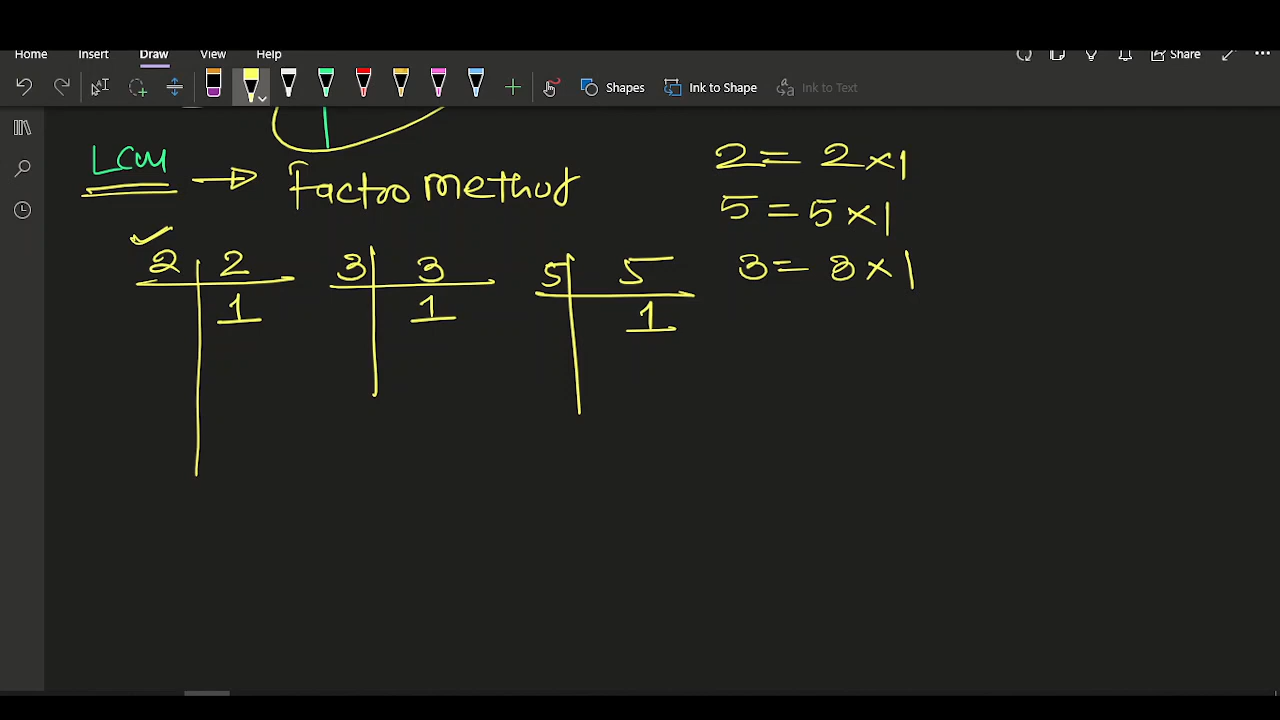 Home Insert Draw View Help Share
Shapes Ink to Shape Ink to Text
LCM → Factro Method
2 = 2 × 1
5 = 5 × 1
3 = 3 × 1
2 2 3 3 5 5
1 1 1